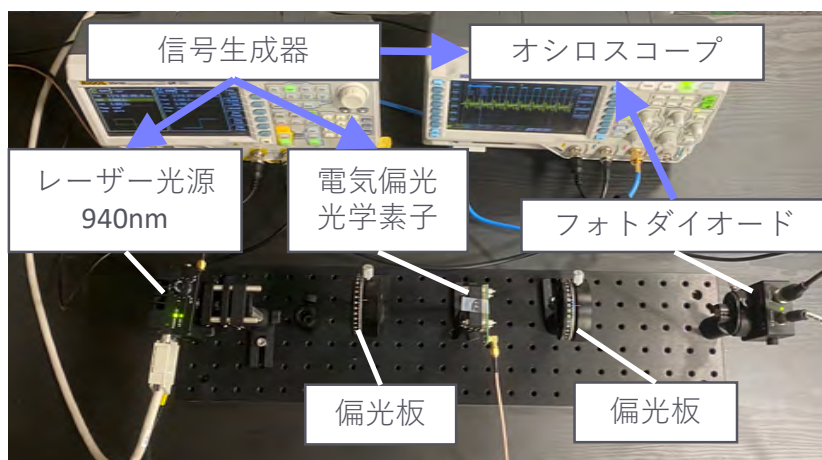 信号生成器
オシロスコープ
レーザー光源
940nm
電気偏光
光学素子
フォトダイオード
偏光板
偏光板